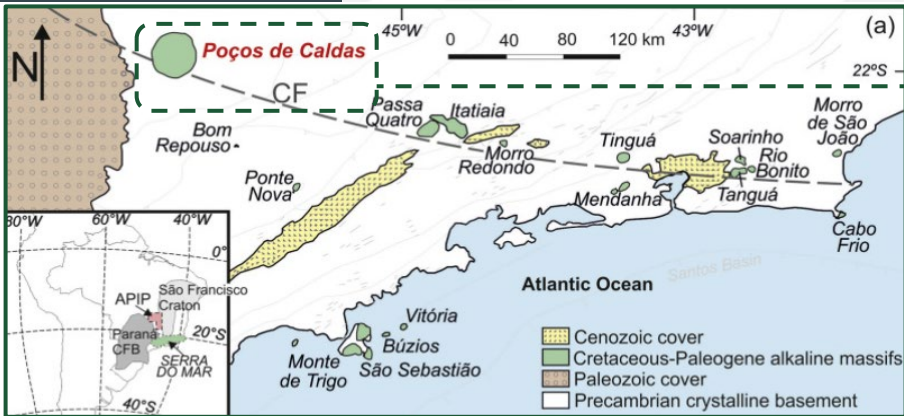 45°W
43°W
(a)
N
Poços de Caldas
0 40 80 120 km
22°S
CF
Passa
Quatro
Itatiaia
Morro
de São
João
Bom
Repouso
Tinguá
Soarinho
Morro
Redondo
Rio
Bonito
Ponte
Nova
Mendanha
Tanguá
Cabo
Frio
80°W 60°W 40°W
0°
Atlantic Ocean
Santos Basin
São Francisco
Craton
APIP
Paraná
CFB
20°S
SERRA
DO MAR
40°S
Vitória
Búzios
São Sebastião
Monte
de Trigo
Cenozoic cover
Cretaceous-Paleogene alkaline massifs
Paleozoic cover
Precambrian crystalline basement